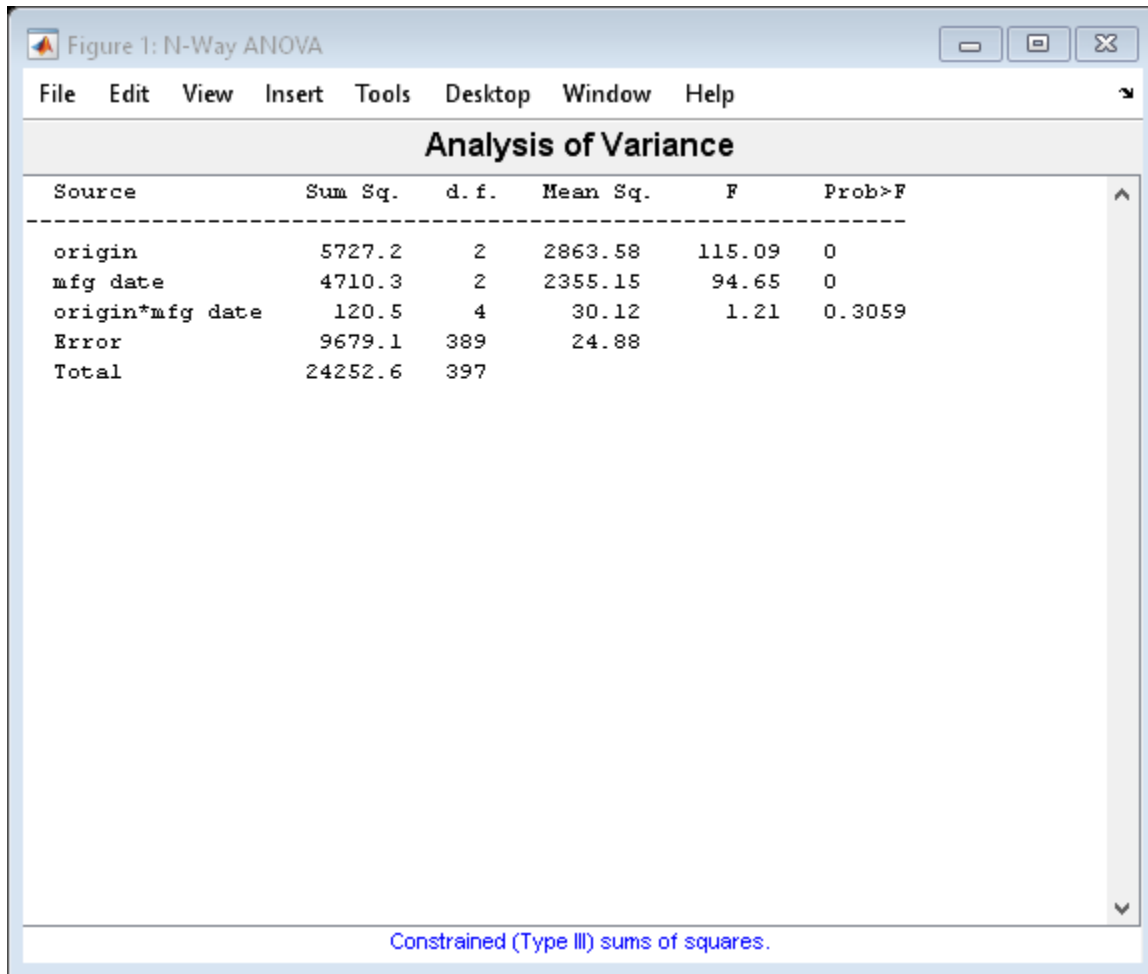 Figure 1: N-Way ANOVA
File Edit View Insert Tools Desktop Window Help
Analysis of Variance
Source Sum Sq. d.f. Mean Sq. F Prob>F
--------------------------------------------------------------
origin 5727.2 2 2863.58 115.09 0
mfg date 4710.3 2 2355.15 94.65 0
origin*mfg date 120.5 4 30.12 1.21 0.3059
Error 9679.1 389 24.88
Total 24252.6 397
Constrained (Type III) sums of squares.